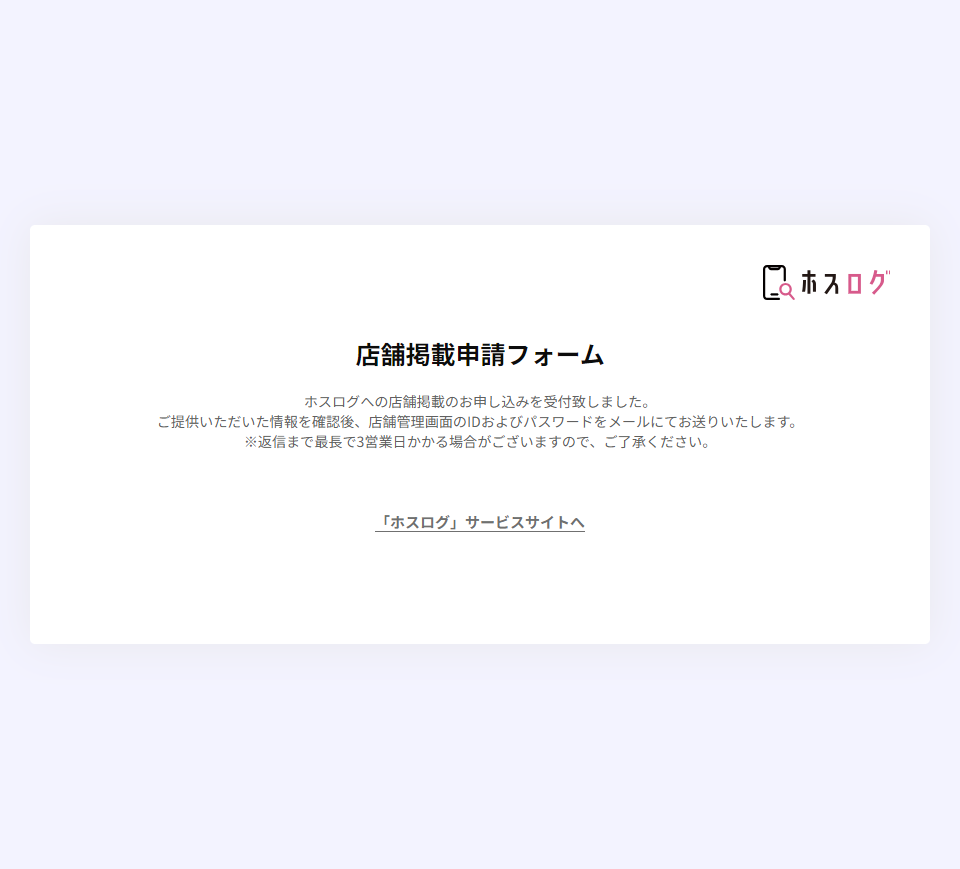 ホスログ
店舗掲載申請フォーム
ホスログへの店舗掲載のお申し込みを受付致しました。
ご提供いただいた情報を確認後、店舗管理画面のIDおよびパスワードをメールにてお送りいたします。
※返信まで最長で3営業日かかる場合がございますので、ご了承ください。
「ホスログ」サービスサイトへ